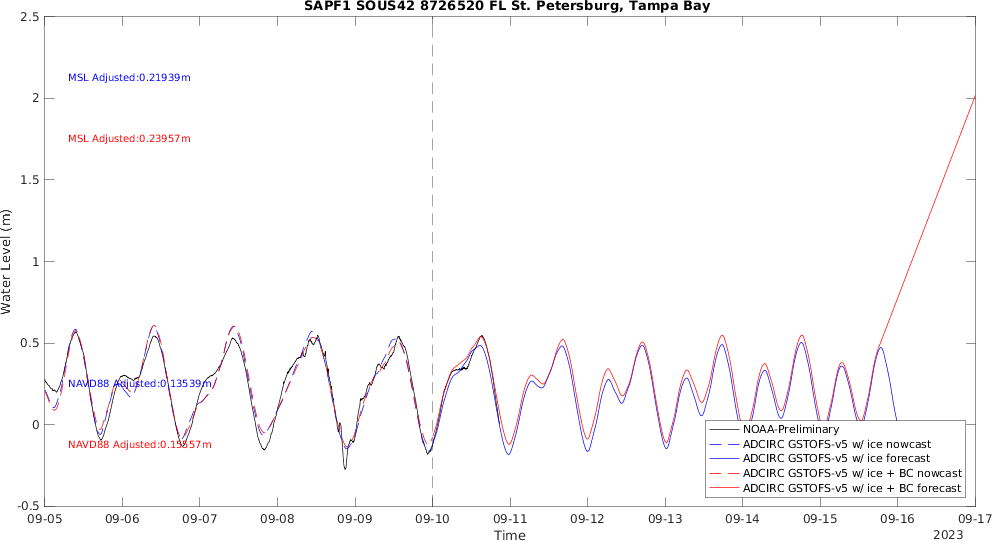 SAPF1 SOUS42 8726520 FL St. Petersburg, Tampa Bay
2.5
MSL Adjusted:0.21939m
2
MSL Adjusted:0.23957m
1.5
Water Level (m)
1
0.5
NAVD88 Adjusted:0.13539m
0
NAVD88 Adjusted:0.15557m
NOAA-Preliminary
ADCIRC GSTOFS-v5 w/ ice nowcast
ADCIRC GSTOFS-v5 w/ ice forecast
ADCIRC GSTOFS-v5 w/ ice + BC nowcast
ADCIRC GSTOFS-v5 w/ ice + BC forecast
-0.5
09-05 09-06 09-07 09-08 09-09 09-10 09-11 09-12 09-13 09-14 09-15 09-16 09-17
Time
2023